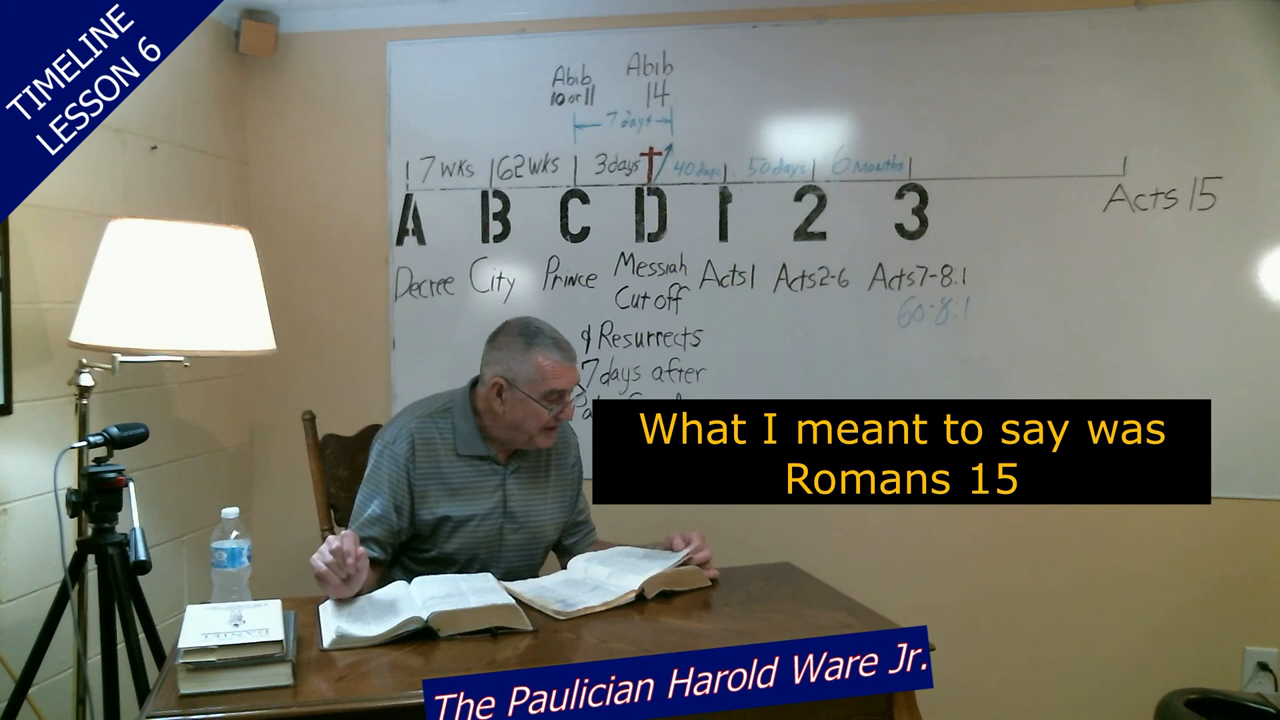 TIMELINE
LESSON 6
Abib
10 or 11
Abib
14
7 days
7 wks
62 wks
3 days
40 days
50 days
6 Months
A B C D 1 2 3
Acts 15
Decree
City
Prince
Messiah
Cut off
& Resurrects
7 days after
Acts 1
Acts 2-6
Acts 7-8:1
60-8:1
What I meant to say was
Romans 15
The Paulician Harold Ware Jr.